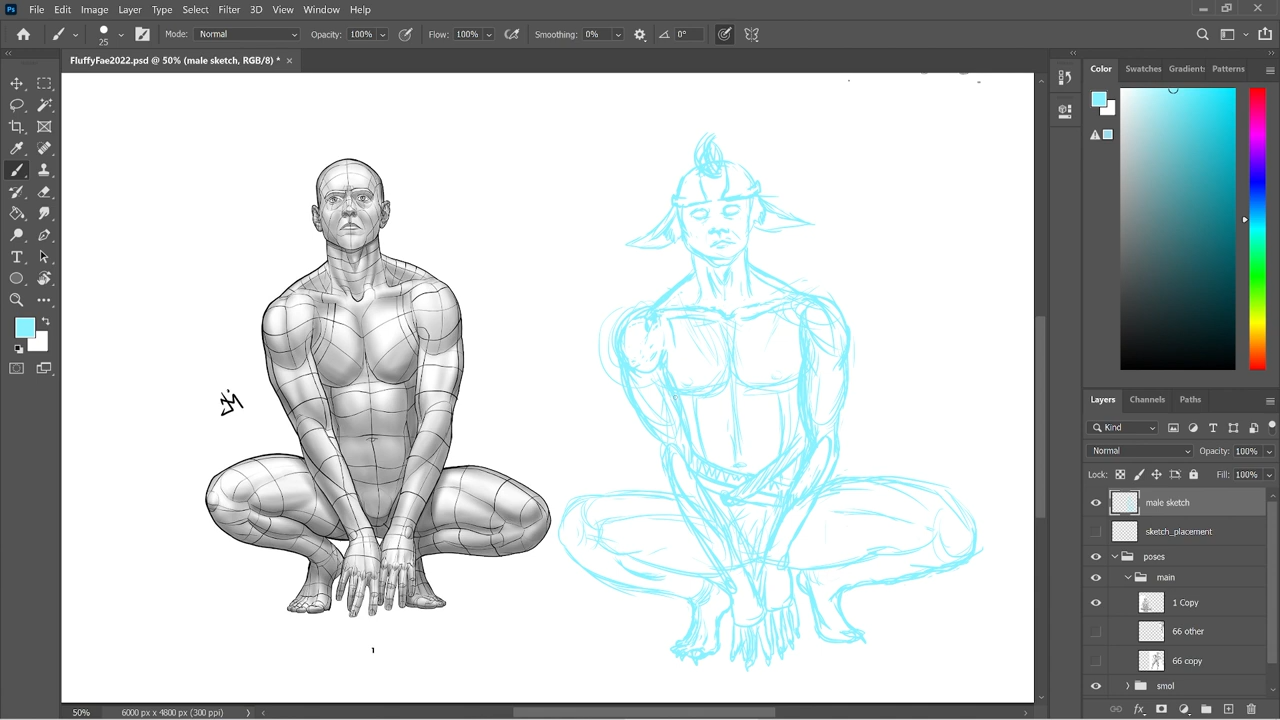 Ps File Edit Image Layer Type Select Filter 3D View Window Help
25 Mode: Normal Opacity: 100% Flow: 100% Smoothing: 0% 0°
FluffyFae2022.psd @ 50% (male sketch, RGB/8) *
Color Swatches Gradient: Patterns
1
Layers Channels Paths
Kind
Normal Opacity: 100%
Lock: Fill: 100%
male sketch
sketch_placement
poses
main
1 Copy
66 other
66 copy
smol
50% 6000 px x 4800 px (300 ppi)